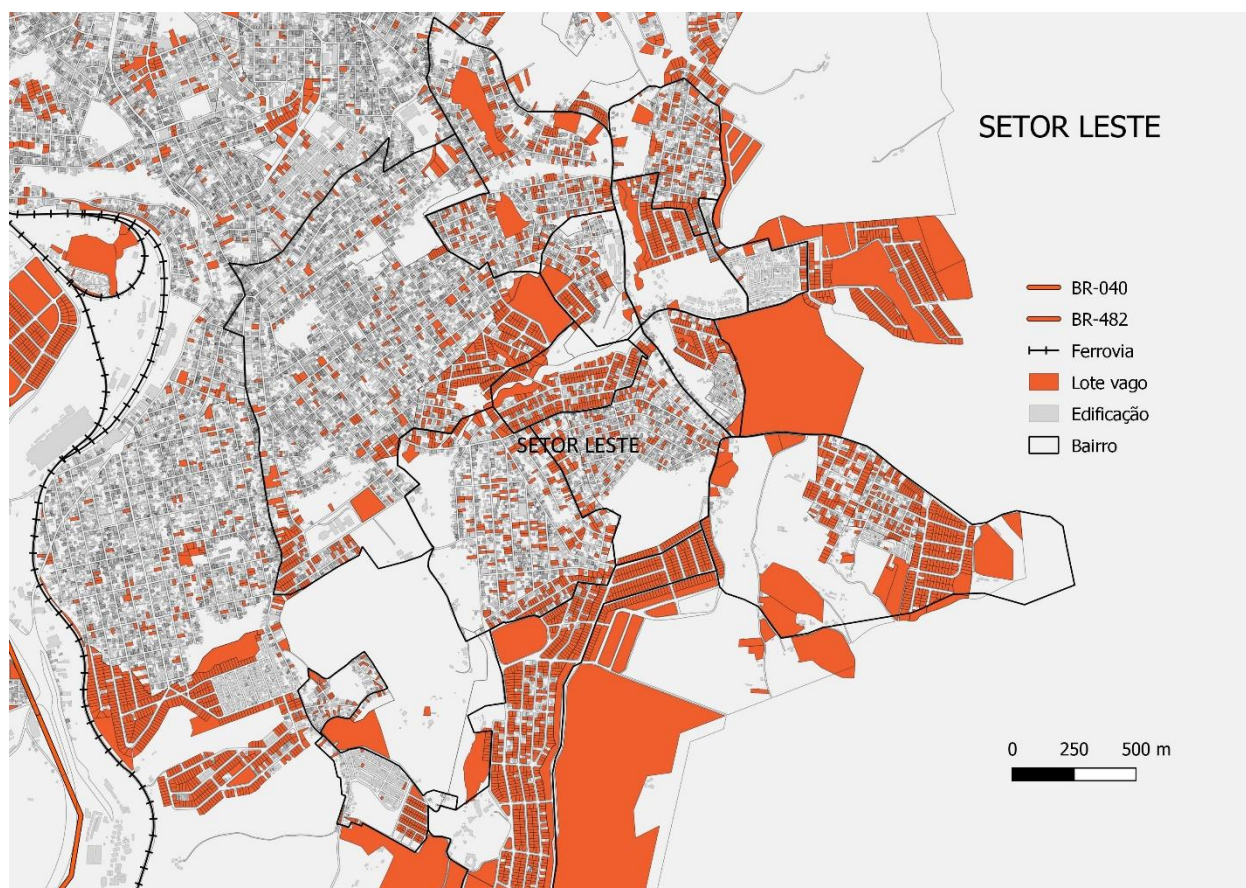 SETOR LESTE
BR-040
BR-482
Ferrovia
Lote vago
Edificação
Bairro
SETOR LESTE
0 250 500 m